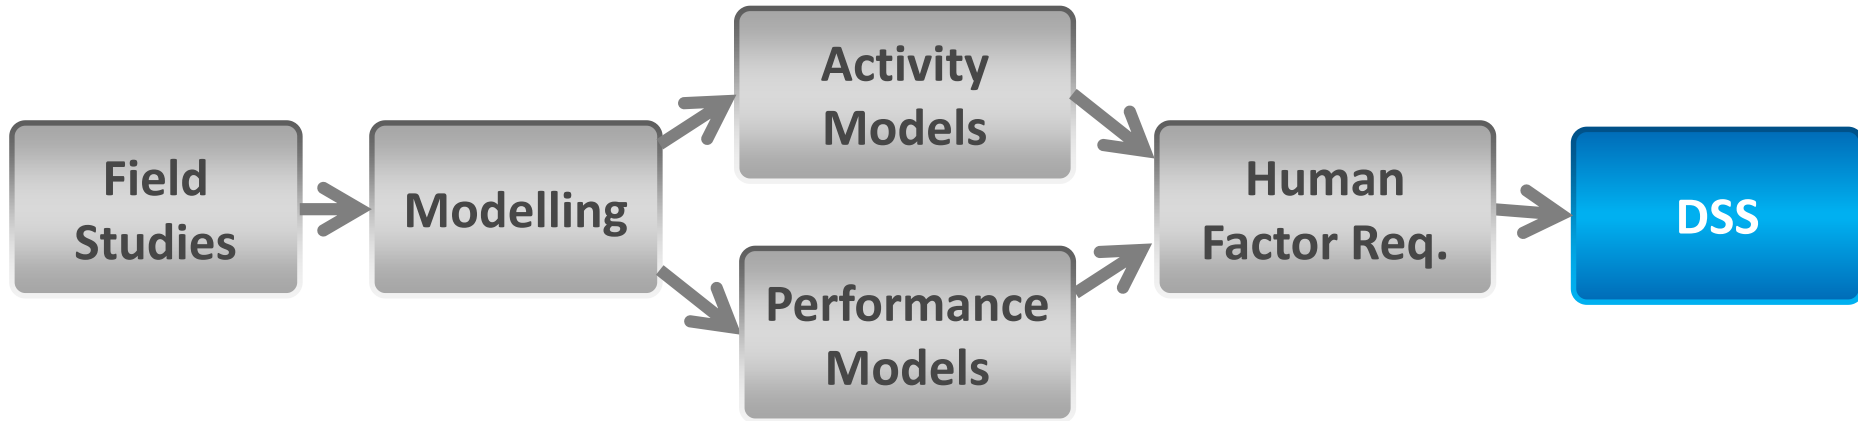 Field
Studies
Modelling
Activity
Models
Performance
Models
Human
Factor Req.
DSS